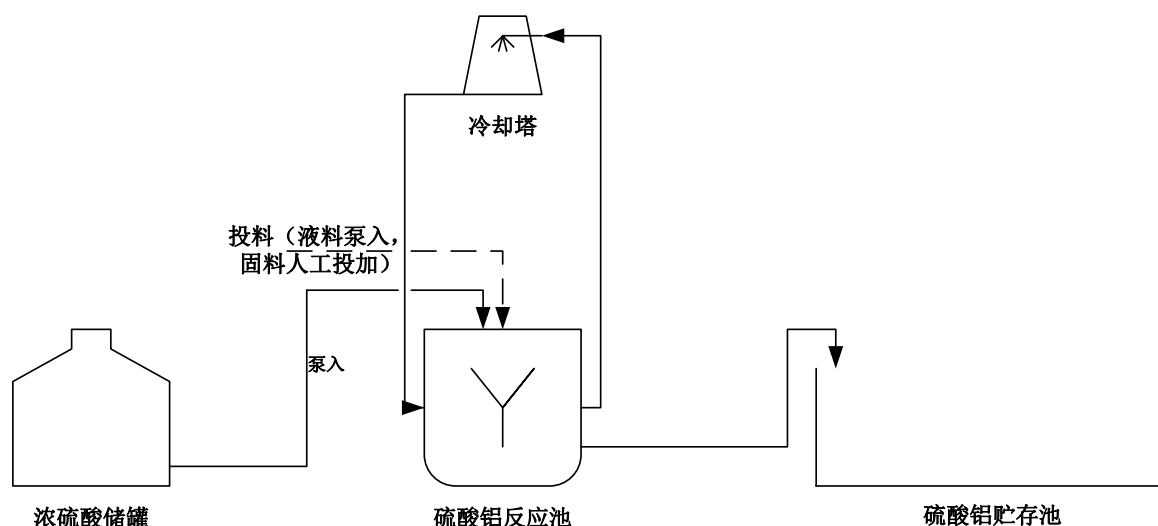 冷却塔
投料（液料泵入，
固料人工投加）
泵入
浓硫酸储罐
硫酸铝反应池
硫酸铝贮存池